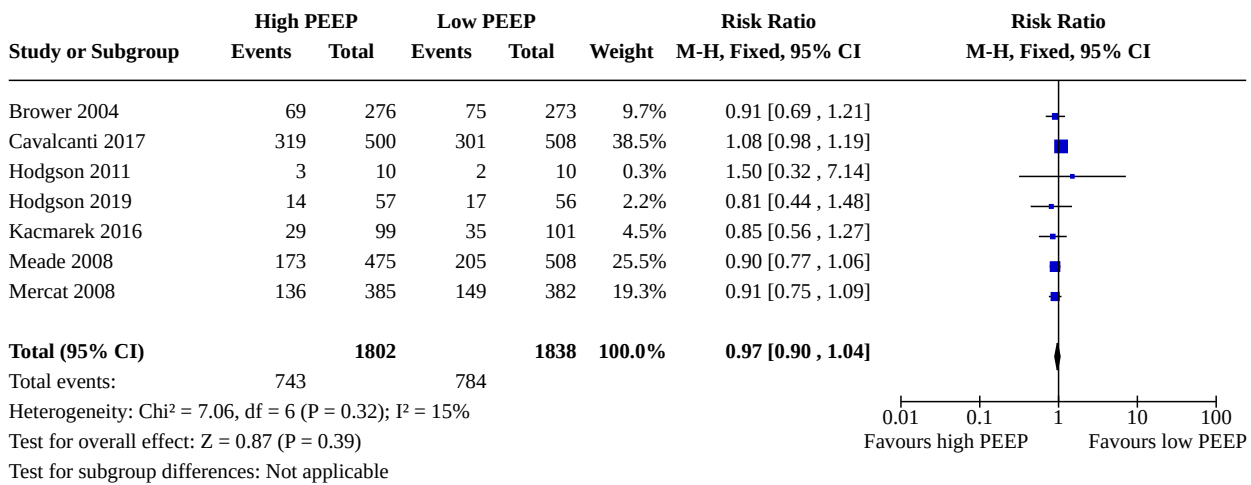 High PEEP Low PEEP Risk Ratio Risk Ratio
Study or Subgroup Events Total Events Total Weight M-H, Fixed, 95% CI M-H, Fixed, 95% CI
Brower 2004 69 276 75 273 9.7% 0.91 [0.69 , 1.21]
Cavalcanti 2017 319 500 301 508 38.5% 1.08 [0.98 , 1.19]
Hodgson 2011 3 10 2 10 0.3% 1.50 [0.32 , 7.14]
Hodgson 2019 14 57 17 56 2.2% 0.81 [0.44 , 1.48]
Kacmarek 2016 29 99 35 101 4.5% 0.85 [0.56 , 1.27]
Meade 2008 173 475 205 508 25.5% 0.90 [0.77 , 1.06]
Mercat 2008 136 385 149 382 19.3% 0.91 [0.75 , 1.09]
Total (95% CI) 1802 1838 100.0% 0.97 [0.90 , 1.04]
Total events: 743 784
Heterogeneity: Chi² = 7.06, df = 6 (P = 0.32); I² = 15%
0.01 0.1 1 10 100
Test for overall effect: Z = 0.87 (P = 0.39)
Favours high PEEP Favours low PEEP
Test for subgroup differences: Not applicable